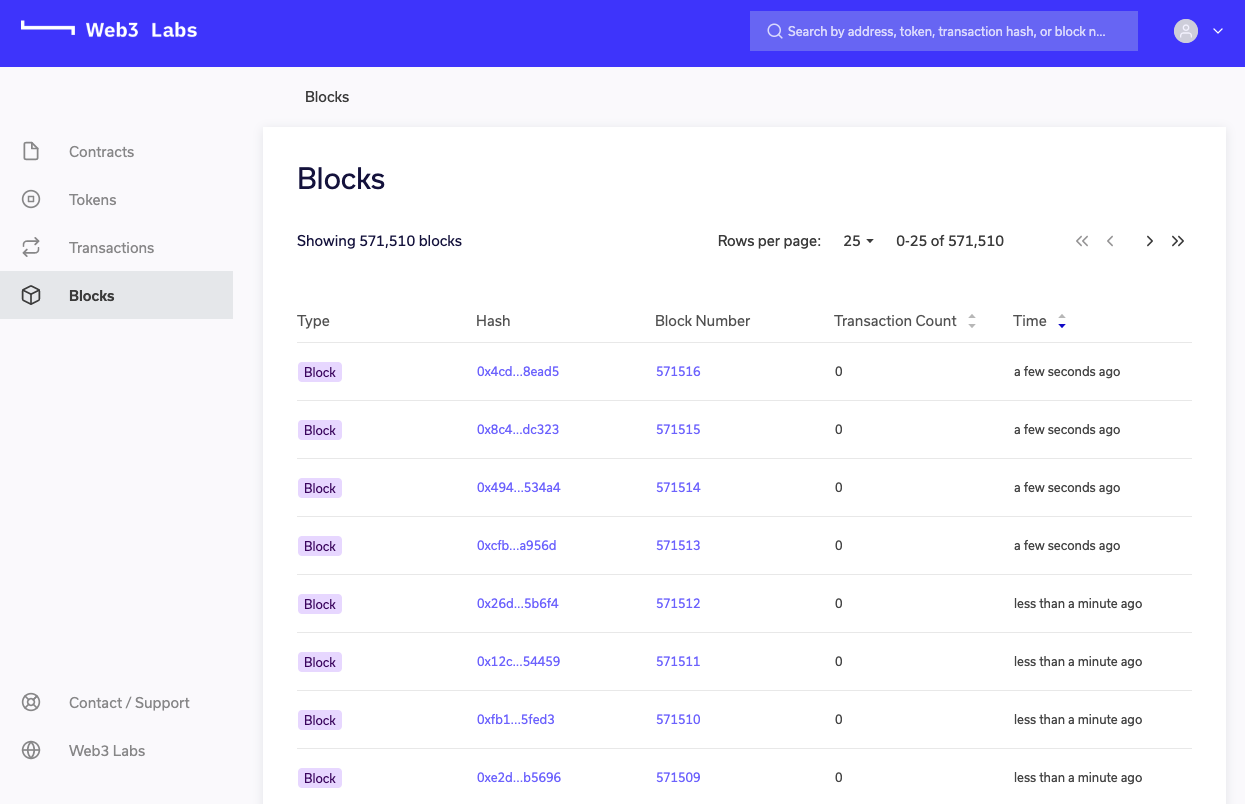 Web3 Labs
Search by address, token, transaction hash, or block n...
Blocks
Contracts
Tokens
Transactions
Blocks
Contact / Support
Web3 Labs
Blocks
Showing 571,510 blocks
Rows per page: 25 0-25 of 571,510
Type Hash Block Number Transaction Count Time
Block 0x4cd...8ead5 571516 0 a few seconds ago
Block 0x8c4...dc323 571515 0 a few seconds ago
Block 0x494...534a4 571514 0 a few seconds ago
Block 0xcfb...a956d 571513 0 a few seconds ago
Block 0x26d...5b6f4 571512 0 less than a minute ago
Block 0x12c...54459 571511 0 less than a minute ago
Block 0xfb1...5fed3 571510 0 less than a minute ago
Block 0xe2d...b5696 571509 0 less than a minute ago